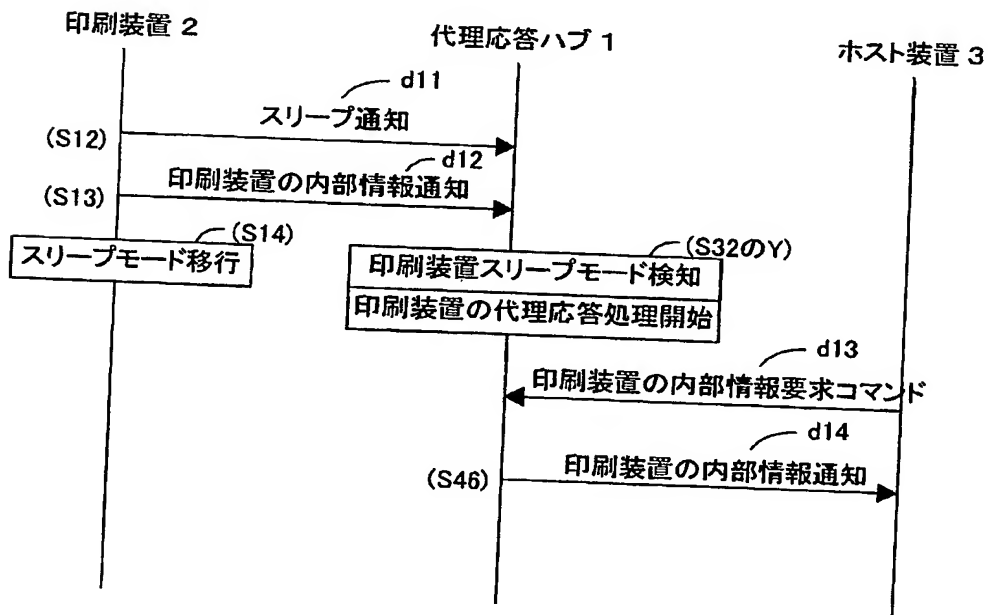 印刷装置 2
代理応答ハブ 1
ホスト装置 3
d11
スリープ通知
(S12)
d12
印刷装置の内部情報通知
(S13)
(S14)
スリープモード移行
(S32のY)
印刷装置スリープモード検知
印刷装置の代理応答処理開始
d13
印刷装置の内部情報要求コマンド
d14
印刷装置の内部情報通知
(S46)